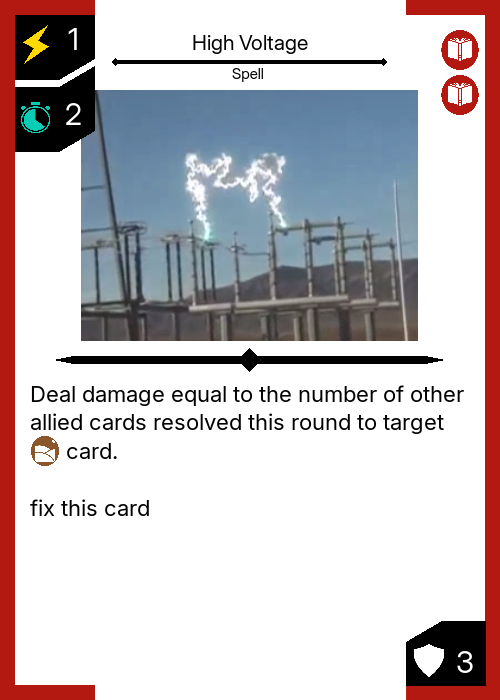 1
High Voltage
Spell
2
Deal damage equal to the number of other
allied cards resolved this round to target
card.
fix this card
3